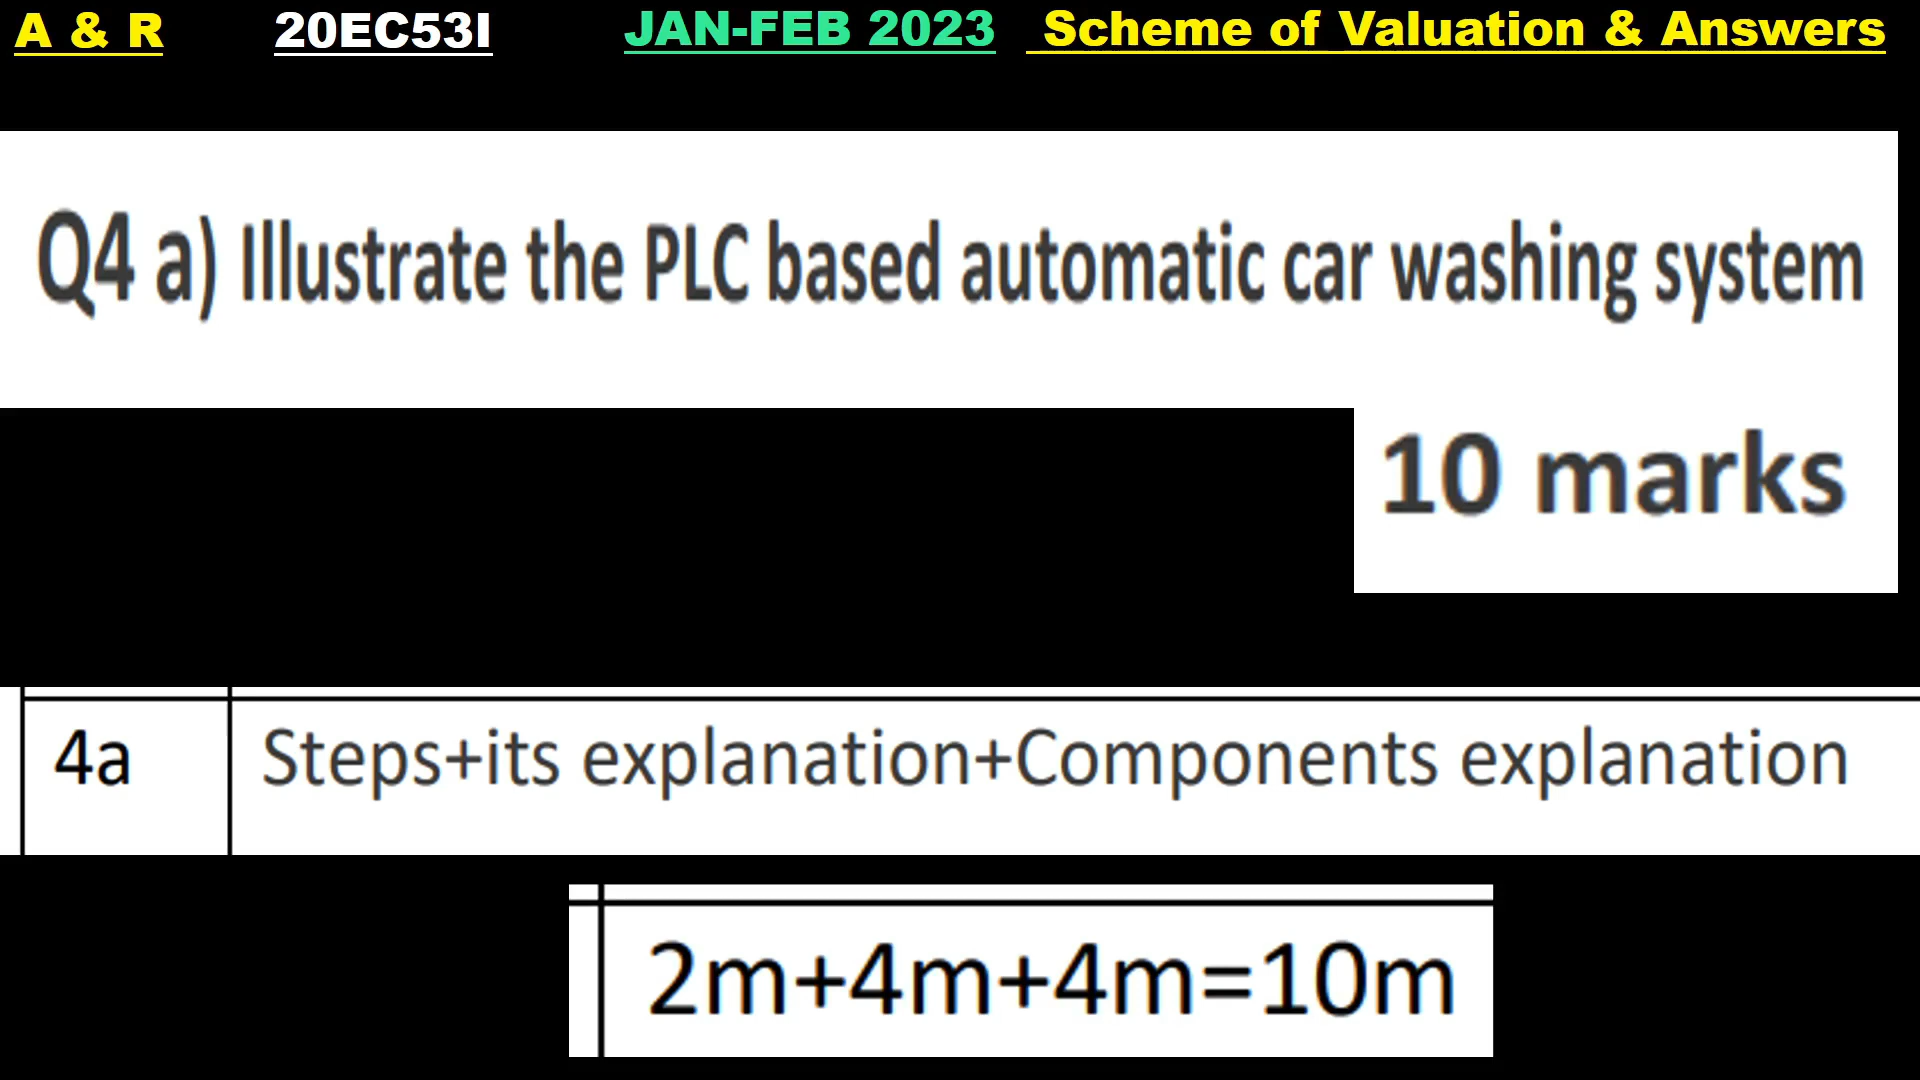 A & R 20EC53I JAN-FEB 2023 Scheme of Valuation & Answers
Q4 a) Illustrate the PLC based automatic car washing system
10 marks
4a Steps+its explanation+Components explanation
2m+4m+4m=10m